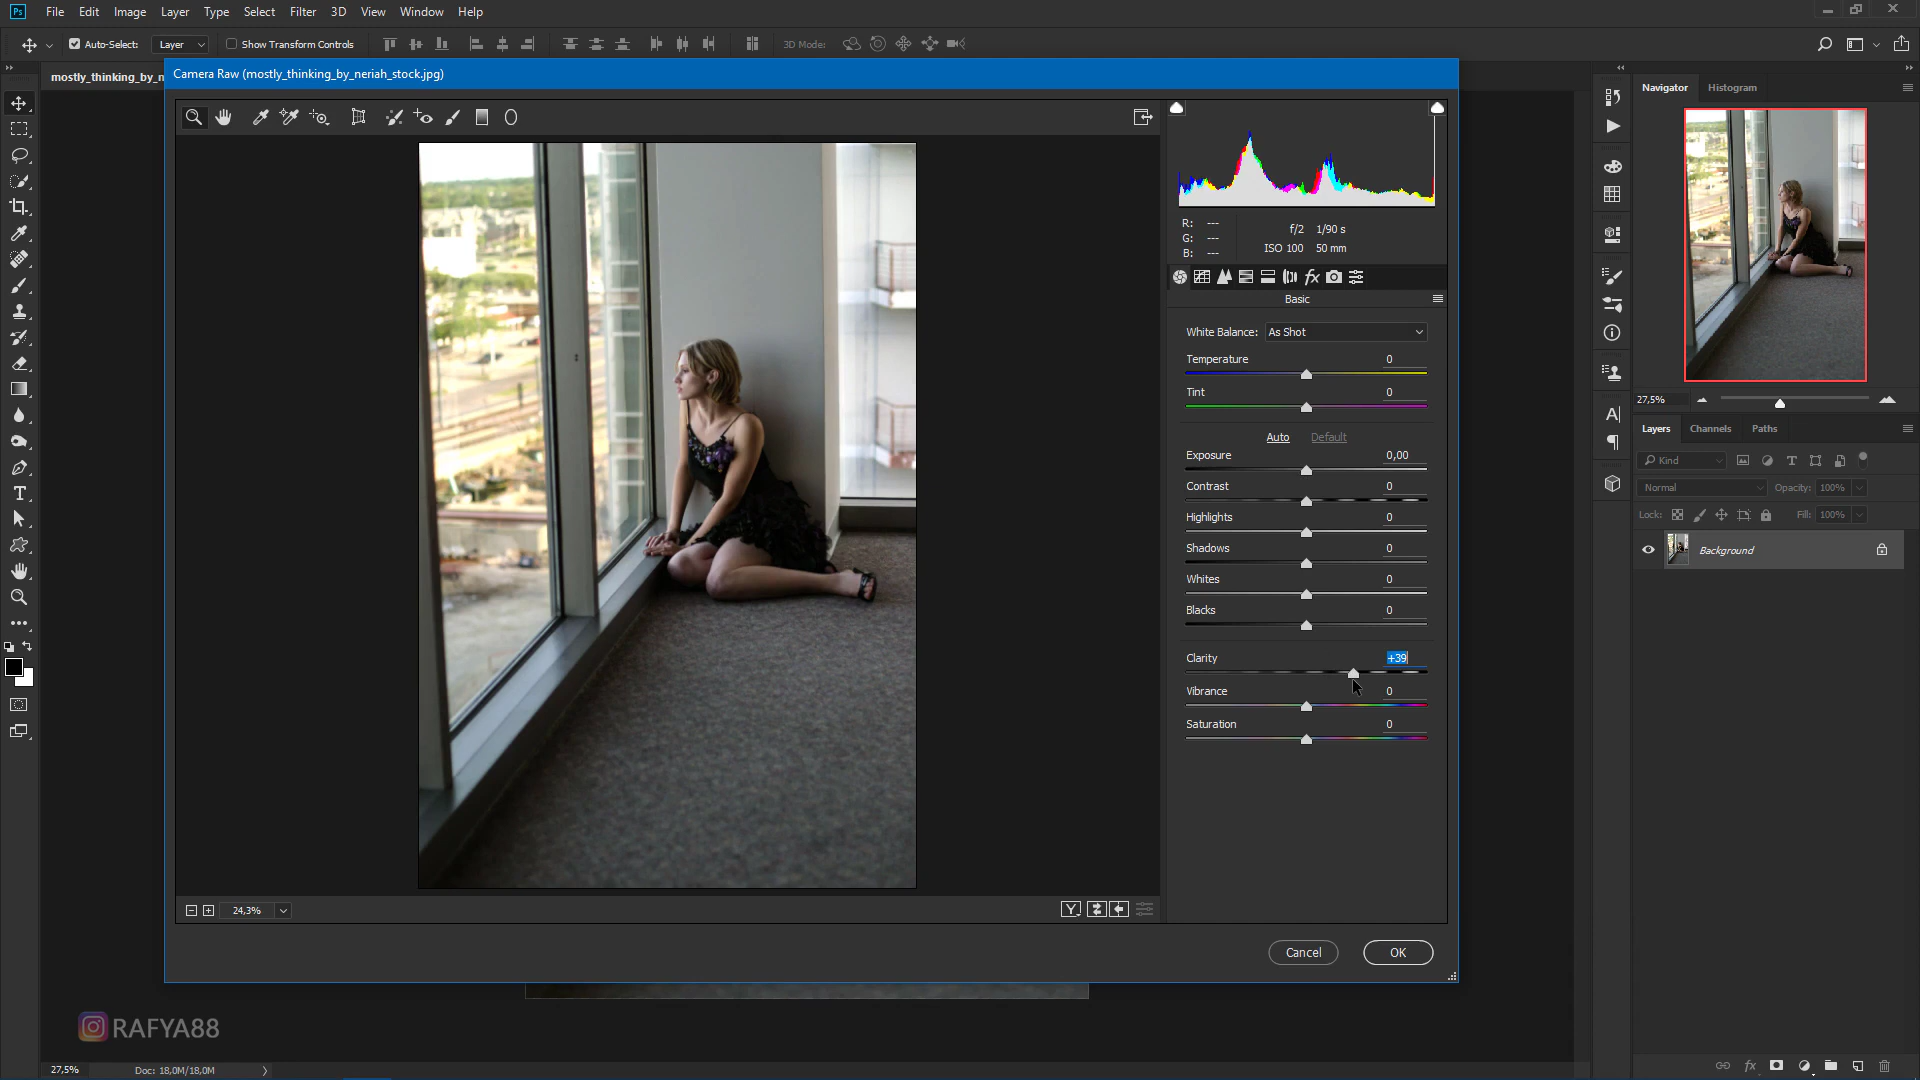 Ps File Edit Image Layer Type Select Filter 3D View Window Help
Auto-Select: Layer Show Transform Controls 3D Mode:
mostly_thinking_by_n
Camera Raw (mostly_thinking_by_neriah_stock.jpg)
R: ---
G: ---
B: ---
f/2 1/90 s
ISO 100 50 mm
Basic
White Balance: As Shot
Temperature 0
Tint 0
Auto Default
Exposure 0,00
Contrast 0
Highlights 0
Shadows 0
Whites 0
Blacks 0
Clarity +39
Vibrance 0
Saturation 0
24,3%
Y
Cancel OK
Navigator Histogram
27,5%
Layers Channels Paths
Kind
Normal Opacity: 100%
Lock: Fill: 100%
Background
fx
RAFYA88
27,5% Doc: 18,0M/18,0M